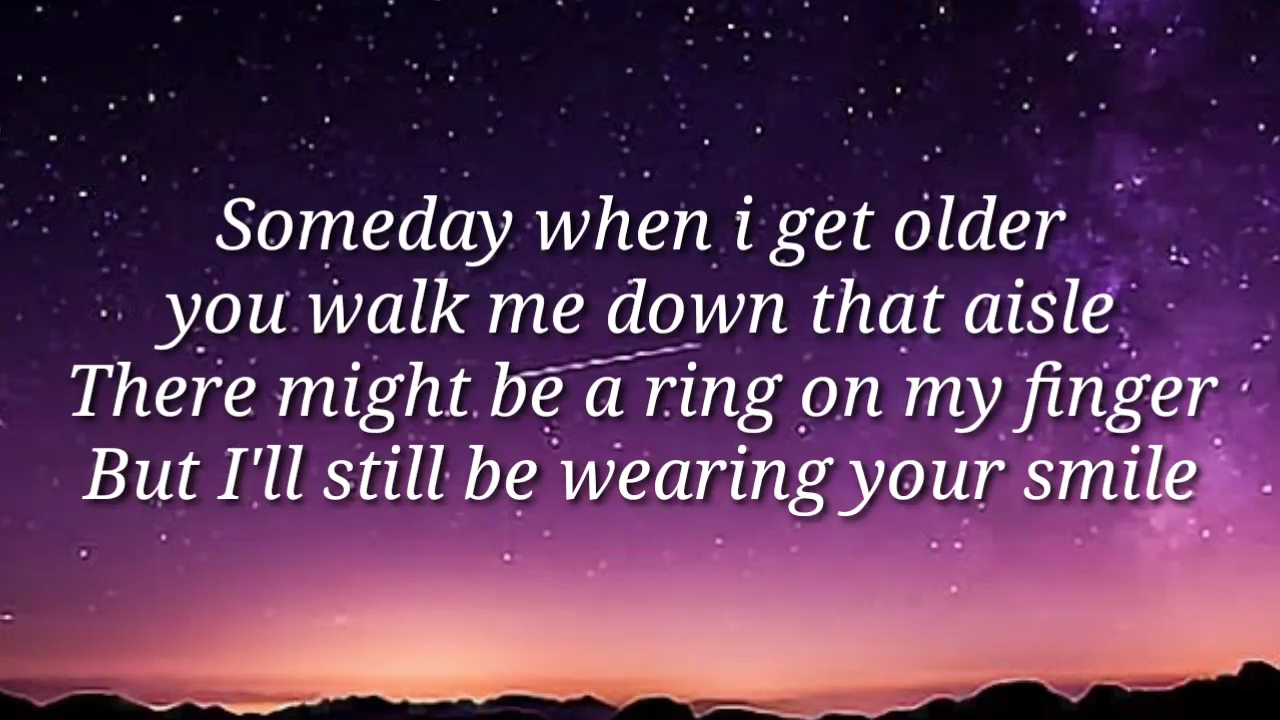 Someday when i get older
you walk me down that aisle
There might be a ring on my finger
But I'll still be wearing your smile